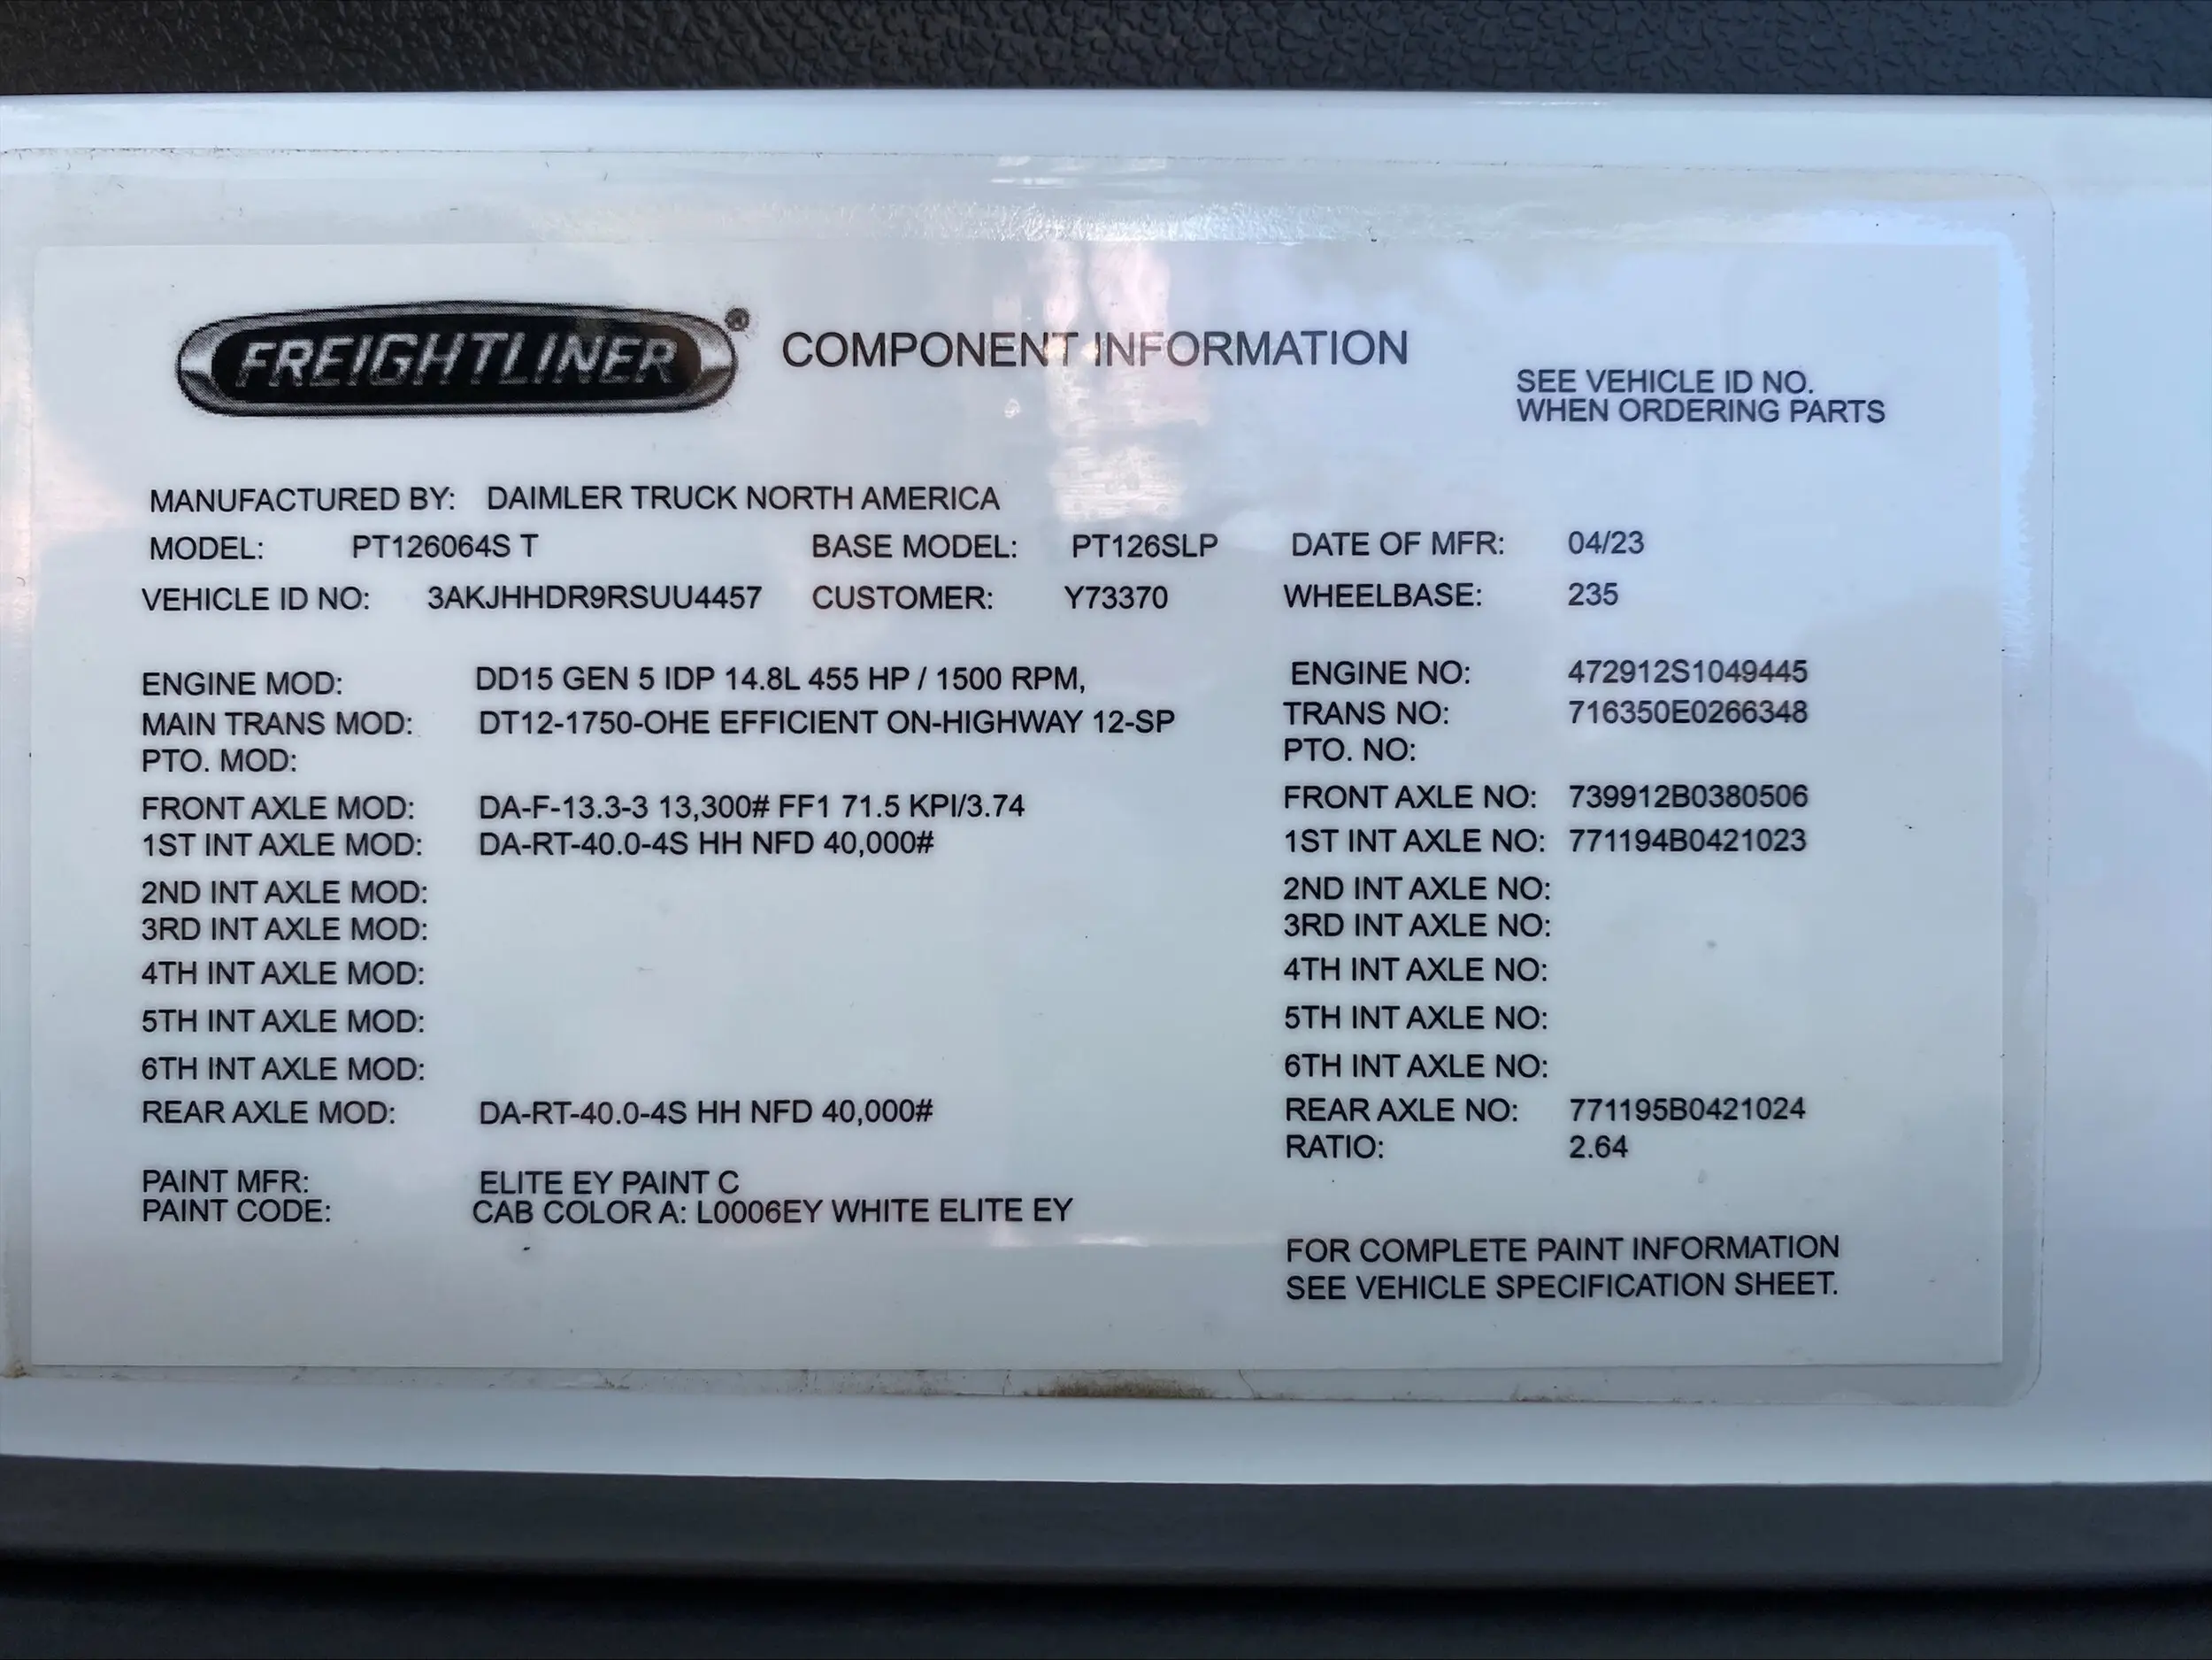 FREIGHTLINER® COMPONENT INFORMATION
SEE VEHICLE ID NO.
WHEN ORDERING PARTS
MANUFACTURED BY: DAIMLER TRUCK NORTH AMERICA
MODEL: PT126064S T BASE MODEL: PT126SLP DATE OF MFR: 04/23
VEHICLE ID NO: 3AKJHHDR9RSUU4457 CUSTOMER: Y73370 WHEELBASE: 235
ENGINE MOD: DD15 GEN 5 IDP 14.8L 455 HP / 1500 RPM, ENGINE NO: 472912S1049445
MAIN TRANS MOD: DT12-1750-OHE EFFICIENT ON-HIGHWAY 12-SP TRANS NO: 716350E0266348
PTO. MOD: PTO. NO:
FRONT AXLE MOD: DA-F-13.3-3 13,300# FF1 71.5 KPI/3.74 FRONT AXLE NO: 739912B0380506
1ST INT AXLE MOD: DA-RT-40.0-4S HH NFD 40,000# 1ST INT AXLE NO: 771194B0421023
2ND INT AXLE MOD: 2ND INT AXLE NO:
3RD INT AXLE MOD: 3RD INT AXLE NO:
4TH INT AXLE MOD: 4TH INT AXLE NO:
5TH INT AXLE MOD: 5TH INT AXLE NO:
6TH INT AXLE MOD: 6TH INT AXLE NO:
REAR AXLE MOD: DA-RT-40.0-4S HH NFD 40,000# REAR AXLE NO: 771195B0421024
RATIO: 2.64
PAINT MFR: ELITE EY PAINT C
PAINT CODE: CAB COLOR A: L0006EY WHITE ELITE EY
FOR COMPLETE PAINT INFORMATION
SEE VEHICLE SPECIFICATION SHEET.